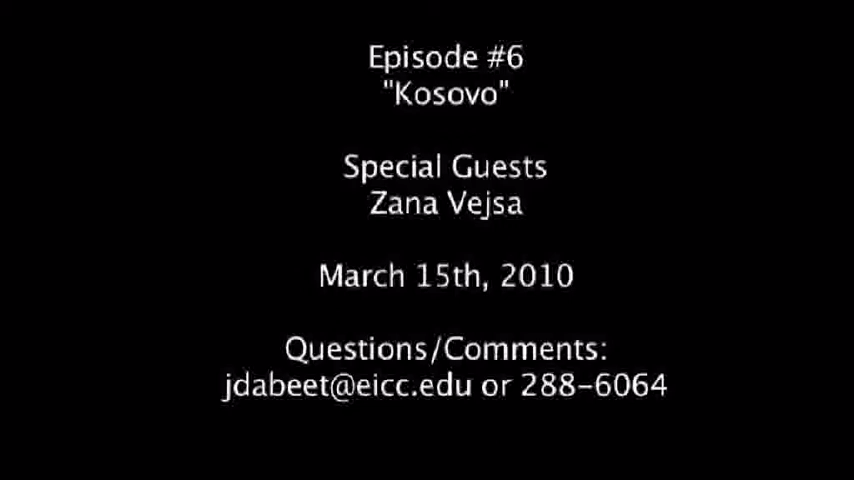 Episode #6
"Kosovo"
Special Guests
Zana Vejsa
March 15th, 2010
Questions/Comments:
jdabeet@eicc.edu or 288-6064